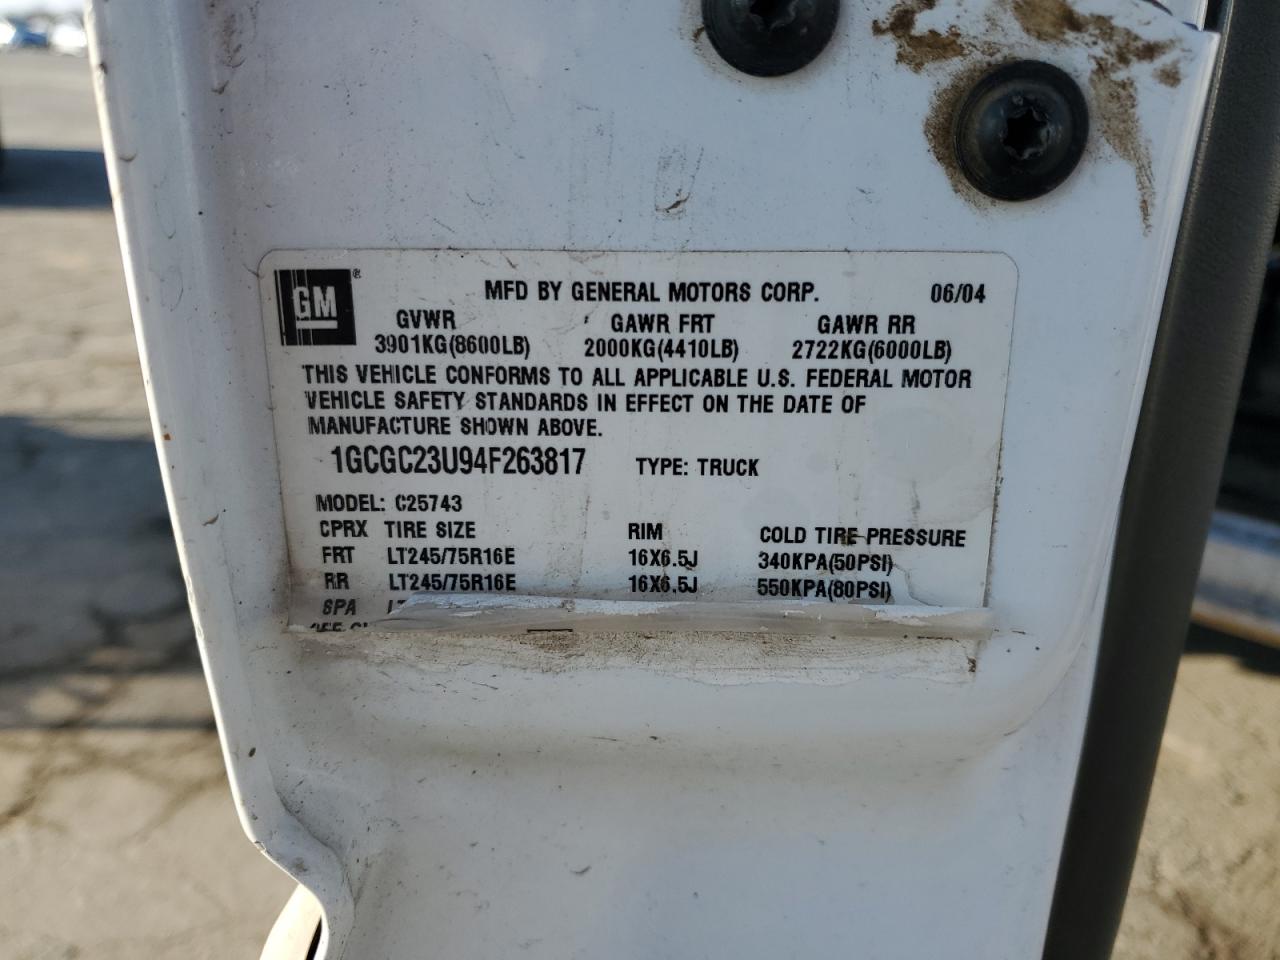 GM ®
MFD BY GENERAL MOTORS CORP. 06/04
GVWR GAWR FRT GAWR RR
3901KG(8600LB) 2000KG(4410LB) 2722KG(6000LB)
THIS VEHICLE CONFORMS TO ALL APPLICABLE U.S. FEDERAL MOTOR
VEHICLE SAFETY STANDARDS IN EFFECT ON THE DATE OF
MANUFACTURE SHOWN ABOVE.
1GCGC23U94F263817 TYPE: TRUCK
MODEL: C25743
CPRX TIRE SIZE RIM COLD TIRE PRESSURE
FRT LT245/75R16E 16X6.5J 340KPA(50PSI)
RR LT245/75R16E 16X6.5J 550KPA(80PSI)
SPA